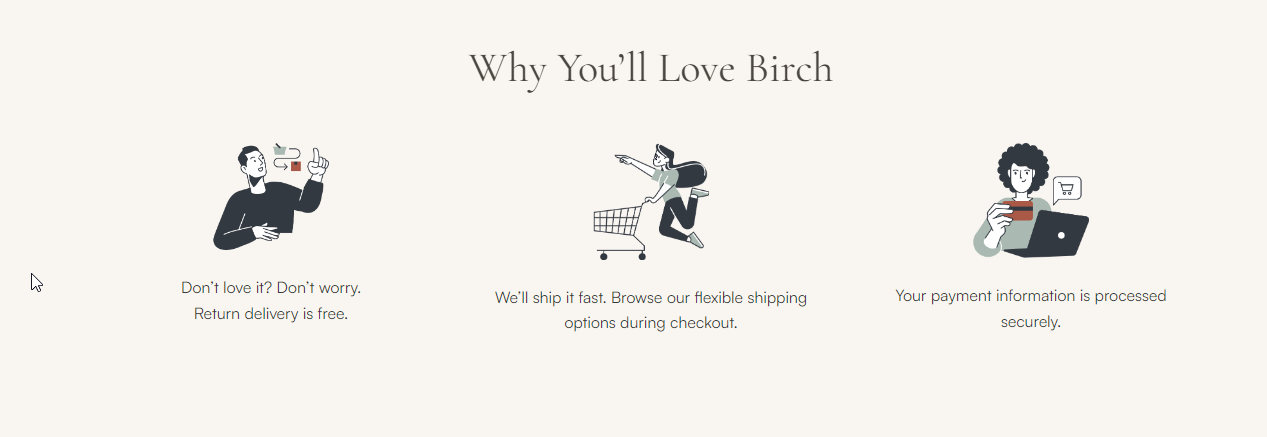 Why You’ll Love Birch
Don’t love it? Don’t worry.
Return delivery is free.
We’ll ship it fast. Browse our flexible shipping
options during checkout.
Your payment information is processed
securely.